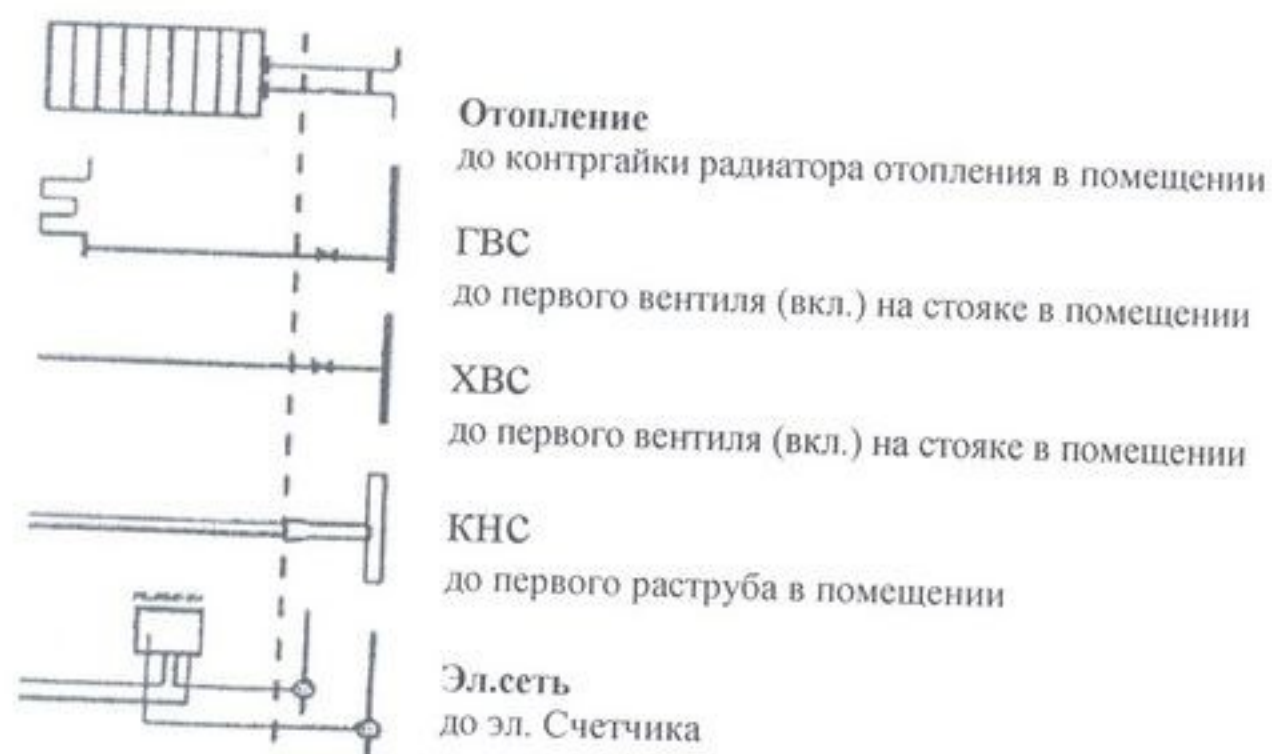 Отопление
до контргайки радиатора отопления в помещении
ГВС
до первого вентиля (вкл.) на стояке в помещении
ХВС
до первого вентиля (вкл.) на стояке в помещении
КНС
до первого раструба в помещении
Эл.сеть
до эл. Счетчика